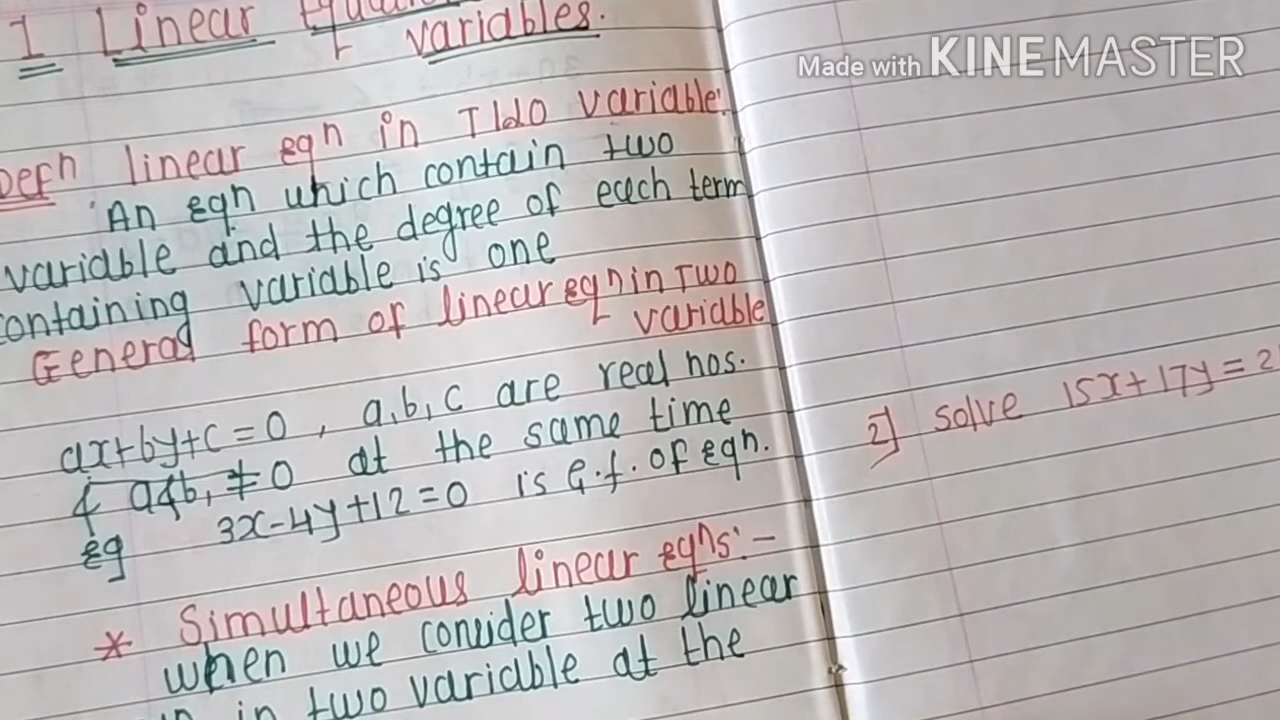 1 Linear
variables.
Made with KINEMASTER
Defn linear eqn in TWO variable.
An eqn which contain two
variable and the degree of each term
containing variable is one
General form of linear eqn in Two
variable
ax+by+c=0, a,b,c are real nos.
& a&b, ≠0 at the same time
eg 3x-4y+12=0 is G.f. of eqn.
* Simultaneous linear eqns:-
when we consider two linear
in two variable at the
2] solve 15x+17y=2